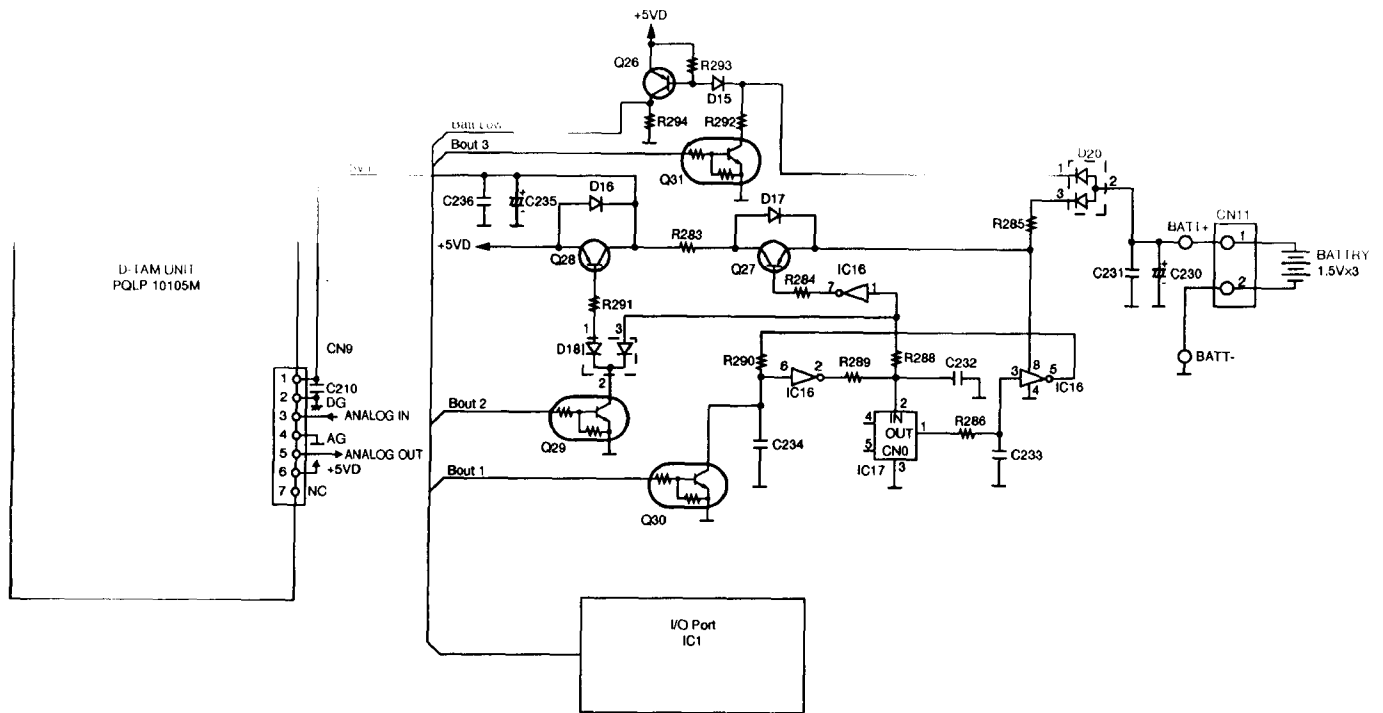 +5VD
Q26
R293
D15
R294
R292
Batt Low
Bout 3
Q31
D20
1
2
3
C236
C235
D16
D17
R285
CN11
BATT+
1
+5VD
R283
Q28
Q27
IC16
R284
7
1
C231
C230
2
BATTRY
1.5V×3
D-TAM UNIT
PQLP 10105M
R291
1
3
D18
2
BATT-
CN9
R290
6
2
R289
R288
C232
3
8
5
4
IC16
IC16
1
C210
2
DG
3
ANALOG IN
4
AG
5
ANALOG OUT
6
+5VD
7
NC
Bout 2
Q29
C234
2
4
IN
OUT
1
5
CN0
IC17
3
R286
C233
Bout 1
Q30
I/O Port
IC1